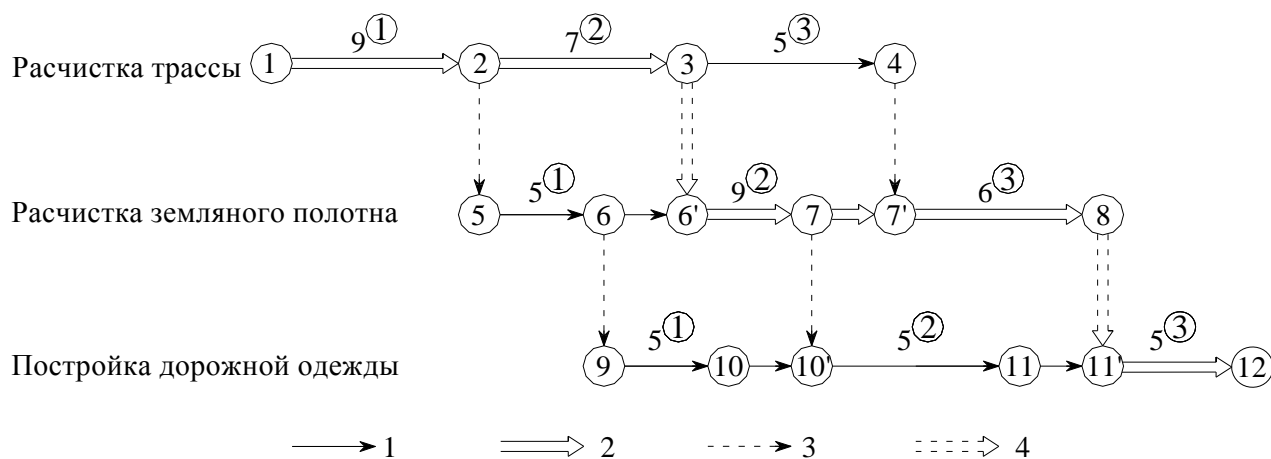 9 1 7 2 5 3
Расчистка трассы 1 2 3 4
5 1 9 2 6 3
Расчистка земляного полотна 5 6 6' 7 7' 8
5 1 5 2 5 3
Постройка дорожной одежды 9 10 10' 11 11' 12
1 2 3 4